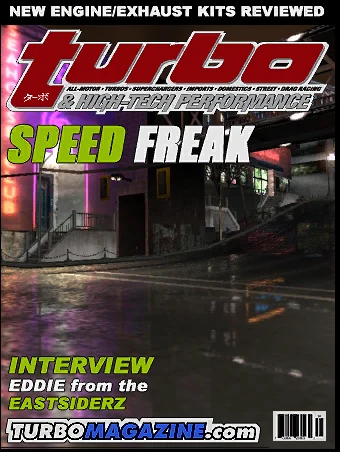 NEW ENGINE/EXHAUST KITS REVIEWED
turbo
ターボ
ALL-MOTOR • TURBOS • SUPERCHARGERS • IMPORTS • DOMESTICS • STREET • DRAG RACING
& HIGH-TECH PERFORMANCE
SPEED FREAK
INTERVIEW
EDDIE from the
EASTSIDERZ
TURBOMAGAZINE.com